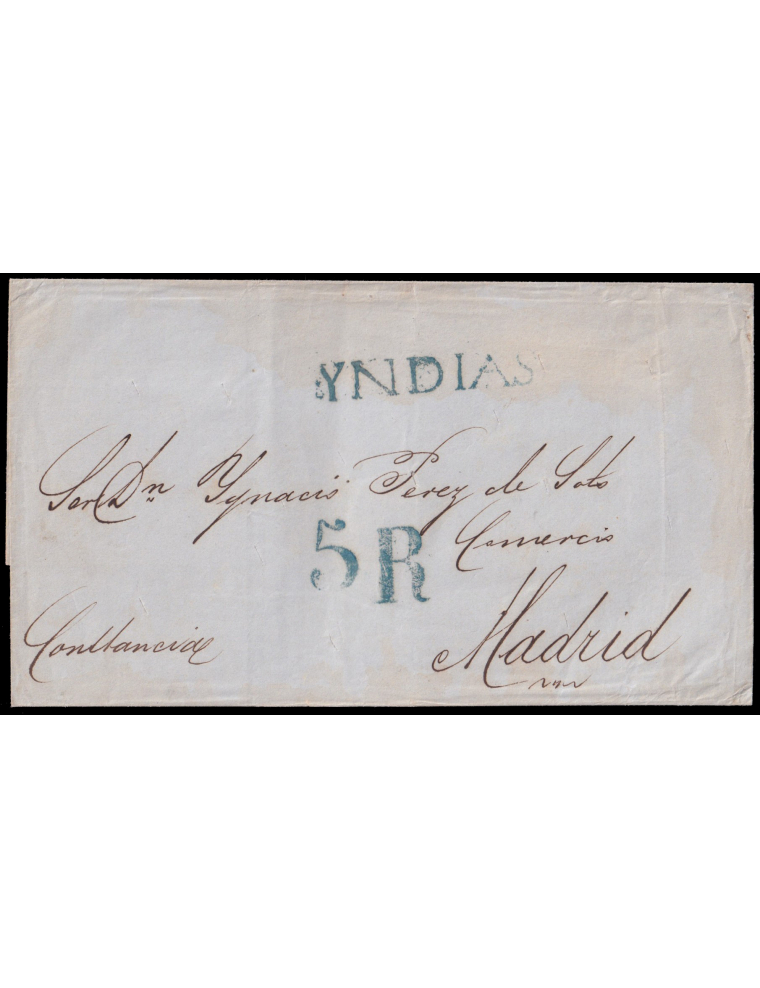 YNDIAS
Sor Dn Ygnacio Perez de Soto
5R
Comercio
Constancia
Madrid